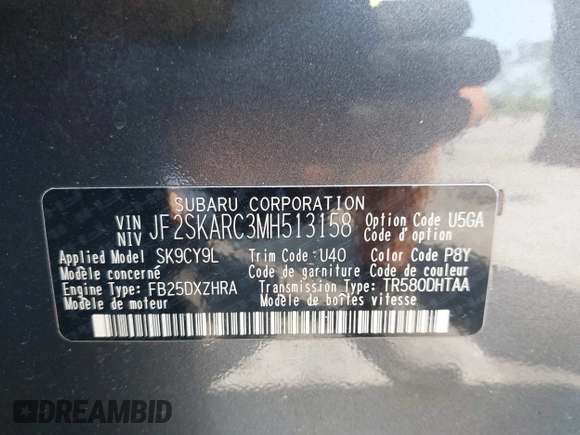 SUBARU CORPORATION
VIN NIV JF2SKARC3MH513158 Option Code U5GA
Code d'option
Applied Model SK9CY9L Trim Code U40 Color Code P8Y
Modèle concerné Code de garniture Code de couleur
Engine Type FB25DXZHRA Transmission Type TR580DHTAA
Modèle de moteur Modèle de boîtes vitesse
DREAMBID